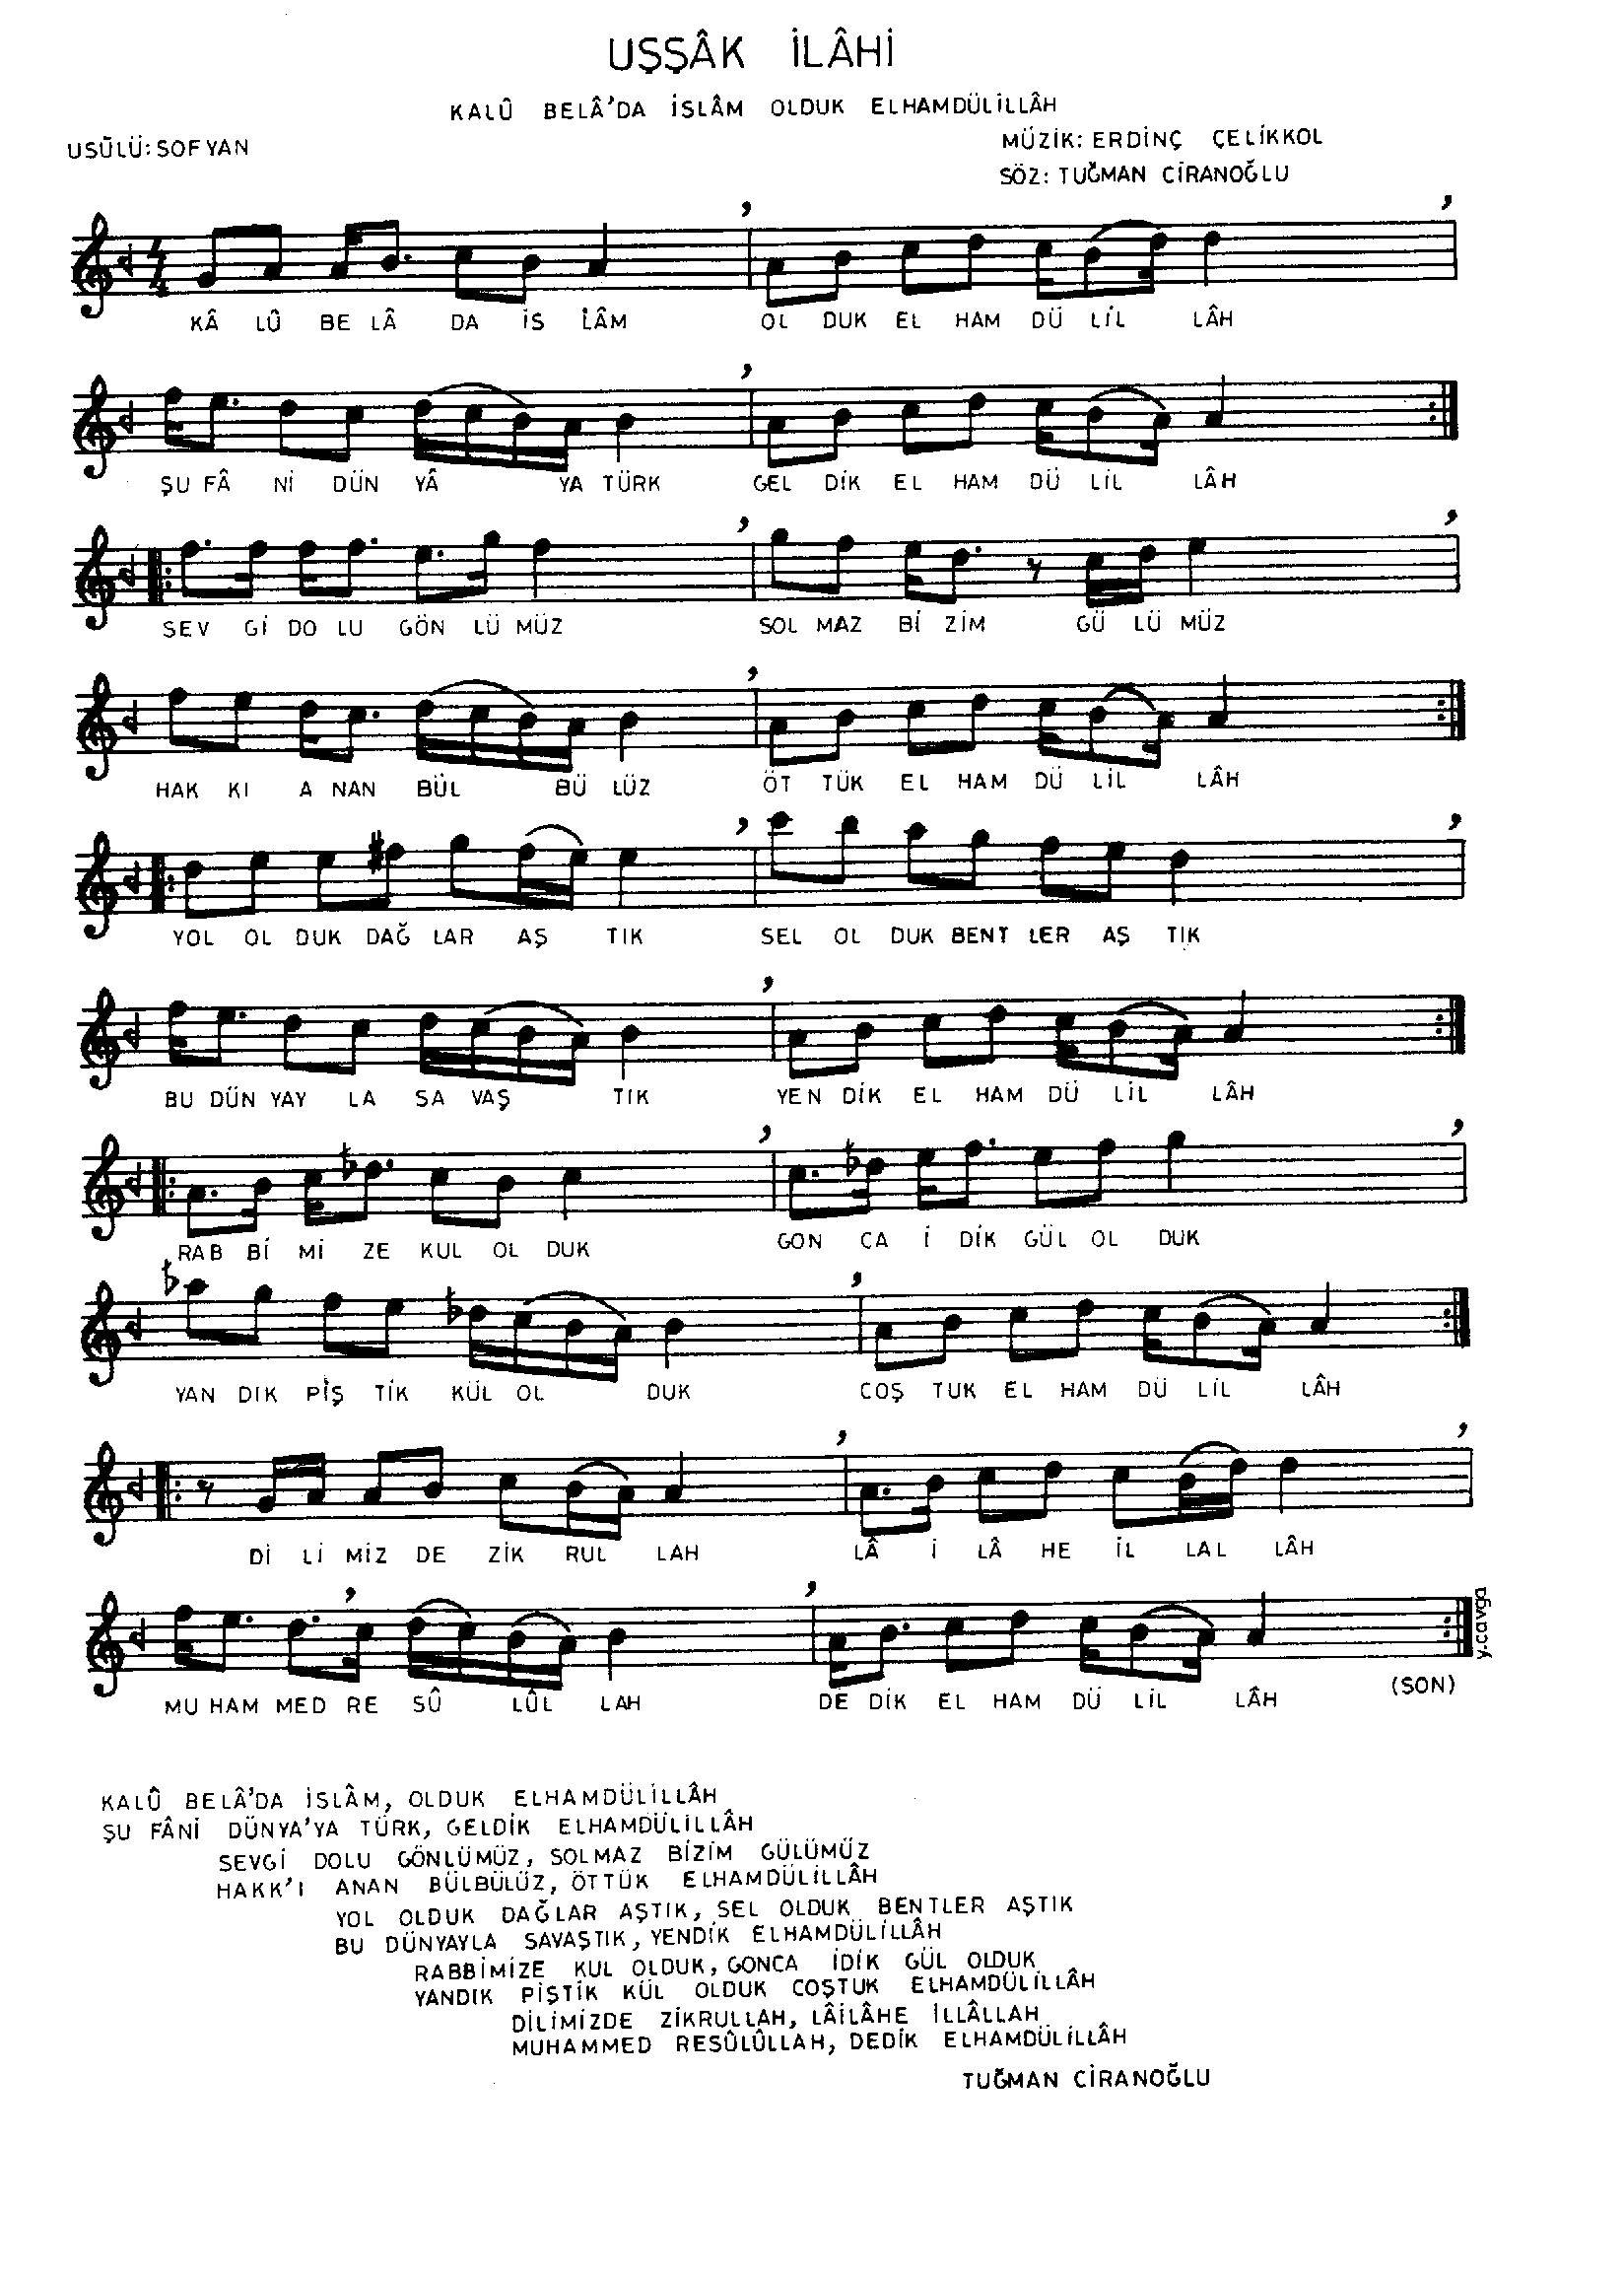 UŞŞÂK İLÂHİ
KALÛ BELÂ'DA İSLÂM OLDUK ELHAMDÜLİLLÂH
USÛLÜ: SOFYAN
MÜZİK: ERDİNÇ ÇELİKKOL
SÖZ: TUĞMAN CİRANOĞLU
4/4
KÂ LÛ BE LÂ DA İS LÂM OL DUK EL HAM DÜ LİL LÂH
ŞU FÂ Nİ DÜN YÂ YA TÜRK GEL DİK EL HAM DÜ LİL LÂH
SEV Gİ DO LU GÖN LÜ MÜZ SOL MAZ Bİ ZİM GÜ LÜ MÜZ
HAK KI A NAN BÜL BÜ LÜZ ÖT TÜK EL HAM DÜ LİL LÂH
YOL OL DUK DAĞ LAR AŞ TIK SEL OL DUK BENT LER AŞ TIK
BU DÜN YAY LA SA VAŞ TIK YEN DİK EL HAM DÜ LİL LÂH
RAB Bİ Mİ ZE KUL OL DUK GON CA İ DİK GÜL OL DUK
YAN DIK PİŞ TİK KÜL OL DUK COŞ TUK EL HAM DÜ LİL LÂH
Dİ Lİ MİZ DE ZİK RUL LAH LÂ İ LÂ HE İL LAL LÂH
MU HAM MED RE SÛ LÛL LAH DE DİK EL HAM DÜ LİL LÂH
(SON)
y.cavga
KALÛ BELÂ'DA İSLÂM, OLDUK ELHAMDÜLİLLÂH
ŞU FÂNİ DÜNYA'YA TÜRK, GELDİK ELHAMDÜLİLLÂH
SEVGİ DOLU GÖNLÜMÜZ, SOLMAZ BİZİM GÜLÜMÜZ
HAKK'I ANAN BÜLBÜLÜZ, ÖTTÜK ELHAMDÜLİLLÂH
YOL OLDUK DAĞLAR AŞTIK, SEL OLDUK BENTLER AŞTIK
BU DÜNYAYLA SAVAŞTIK, YENDİK ELHAMDÜLİLLÂH
RABBİMİZE KUL OLDUK, GONCA İDİK GÜL OLDUK
YANDIK PİŞTİK KÜL OLDUK COŞTUK ELHAMDÜLİLLÂH
DİLİMİZDE ZİKRULLAH, LÂİLÂHE İLLÂLLAH
MUHAMMED RESÛLÛLLAH, DEDİK ELHAMDÜLİLLÂH
TUĞMAN CİRANOĞLU